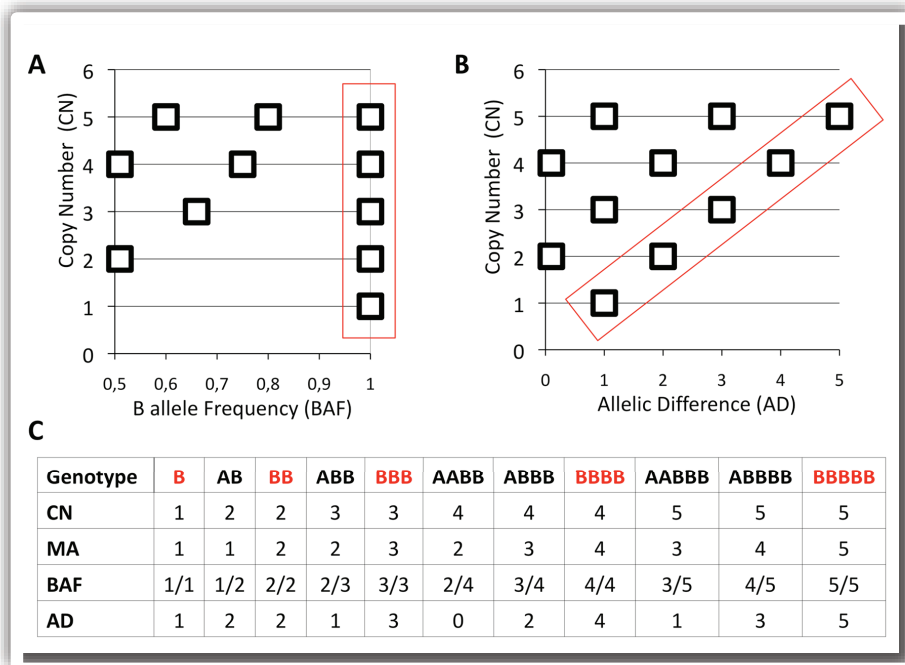 A
Copy Number (CN)
6
5
4
3
2
1
0
0,5 0,6 0,7 0,8 0,9 1
B allele Frequency (BAF)
B
Copy Number (CN)
6
5
4
3
2
1
0
0 1 2 3 4 5
Allelic Difference (AD)
C
Genotype B AB BB ABB BBB AABB ABBB BBBB AABBB ABBBB BBBBB
CN 1 2 2 3 3 4 4 4 5 5 5
MA 1 1 2 2 3 2 3 4 3 4 5
BAF 1/1 1/2 2/2 2/3 3/3 2/4 3/4 4/4 3/5 4/5 5/5
AD 1 2 2 1 3 0 2 4 1 3 5